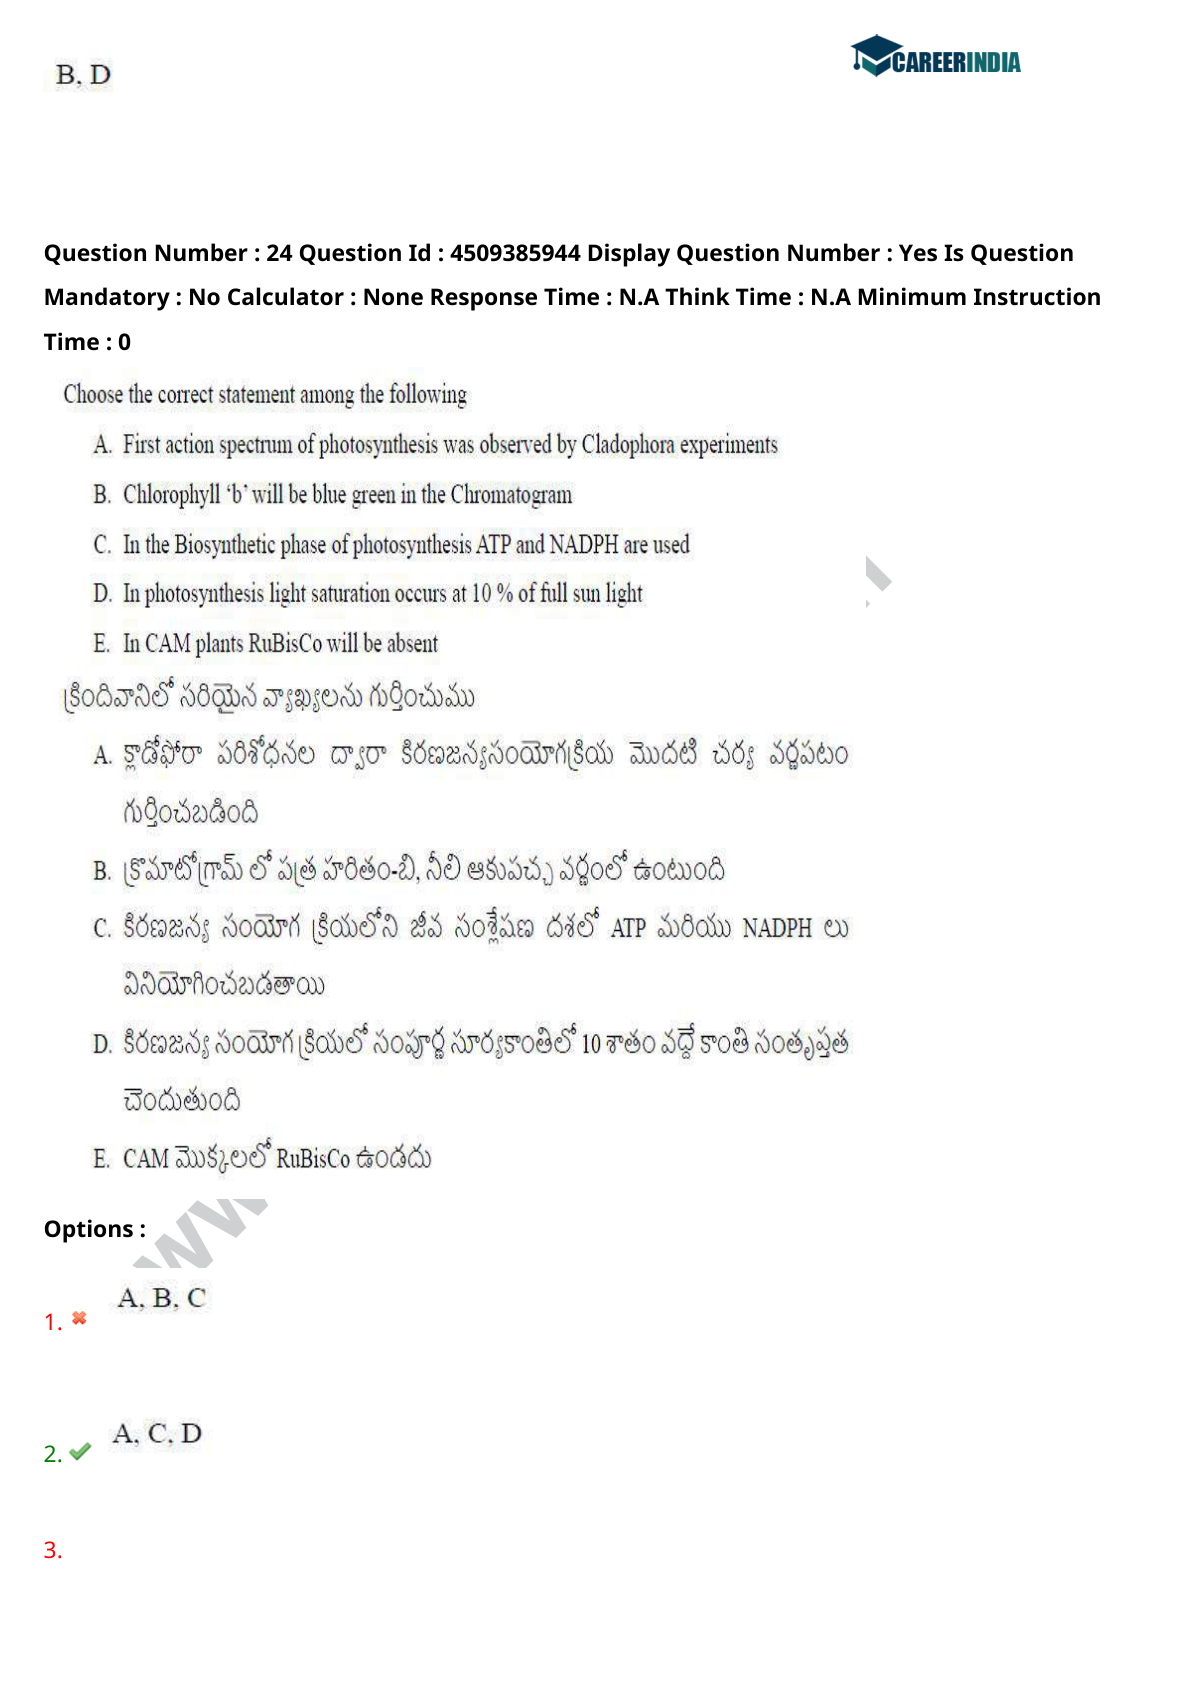 CAREERINDIA
B, D
Question Number : 24 Question Id : 4509385944 Display Question Number : Yes Is Question
Mandatory : No Calculator : None Response Time : N.A Think Time : N.A Minimum Instruction
Time : 0
Choose the correct statement among the following
A. First action spectrum of photosynthesis was observed by Cladophora experiments
B. Chlorophyll ‘b’ will be blue green in the Chromatogram
C. In the Biosynthetic phase of photosynthesis ATP and NADPH are used
D. In photosynthesis light saturation occurs at 10 % of full sun light
E. In CAM plants RuBisCo will be absent
క్రిందివానిలో సరియైన వ్యాఖ్యలను గుర్తించుము
A. క్లాడోఫోరా పరిశోధనల ద్వారా కిరణజన్యసంయోగక్రియ మొదటి చర్య వర్ణపటం
గుర్తించబడింది
B. క్రొమాటోగ్రామ్ లో పత్ర హరితం-బి, నీలి ఆకుపచ్చ వర్ణంలో ఉంటుంది
C. కిరణజన్య సంయోగ క్రియలోని జీవ సంశ్లేషణ దశలో ATP మరియు NADPH లు
వినియోగించబడతాయి
D. కిరణజన్య సంయోగ క్రియలో సంపూర్ణ సూర్యకాంతిలో 10 శాతం వద్దే కాంతి సంతృప్తత
చెందుతుంది
E. CAM మొక్కలలో RuBisCo ఉండదు
Options :
A, B, C
1.
A, C, D
2.
3.